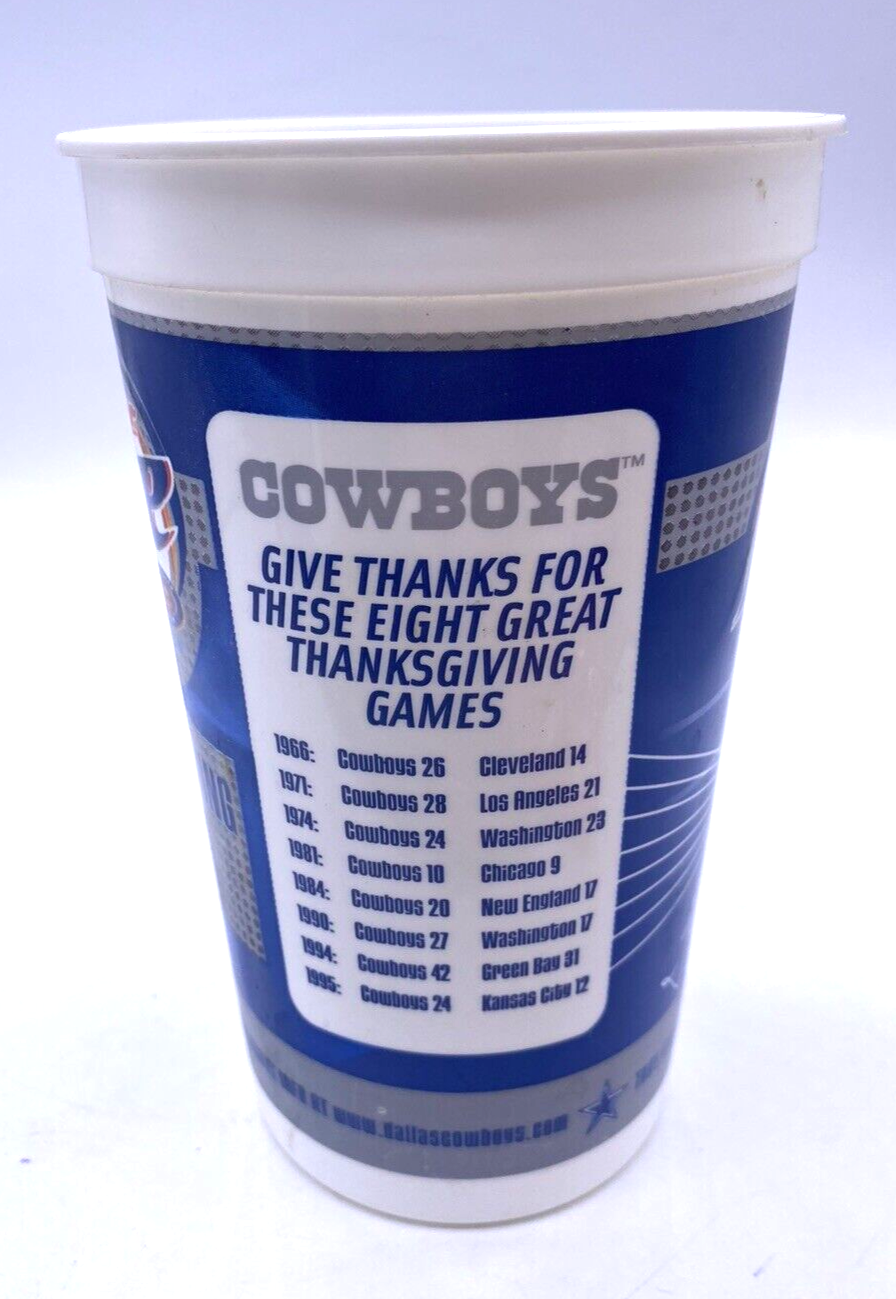 COWBOYS™
GIVE THANKS FOR
THESE EIGHT GREAT
THANKSGIVING
GAMES
1966: Cowboys 26 Cleveland 14
1971: Cowboys 28 Los Angeles 21
1974: Cowboys 24 Washington 23
1981: Cowboys 10 Chicago 9
1984: Cowboys 20 New England 17
1990: Cowboys 27 Washington 17
1994: Cowboys 42 Green Bay 31
1995: Cowboys 24 Kansas City 12
www.dallascowboys.com